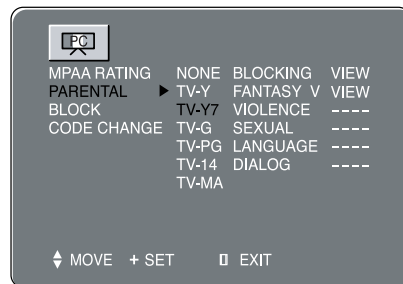 PC
MPAA RATING NONE BLOCKING VIEW
PARENTAL ▶ TV-Y FANTASY V VIEW
BLOCK TV-Y7 VIOLENCE ----
CODE CHANGE TV-G SEXUAL ----
TV-PG LANGUAGE ----
TV-14 DIALOG ----
TV-MA
MOVE + SET EXIT